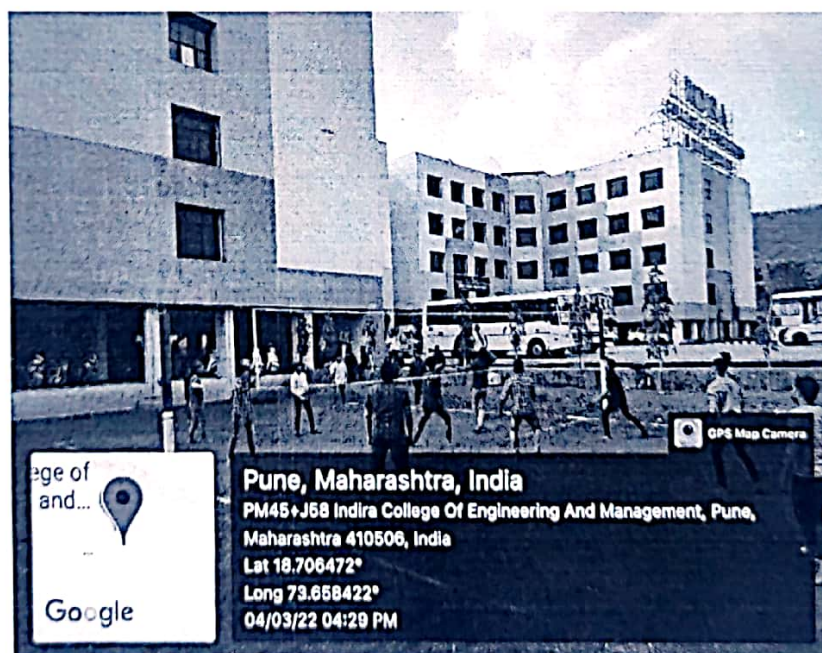 GPS Map Camera
ege of
and...
Google
Pune, Maharashtra, India
PM45+J58 Indira College Of Engineering And Management, Pune,
Maharashtra 410506, India
Lat 18.706472°
Long 73.658422°
04/03/22 04:29 PM